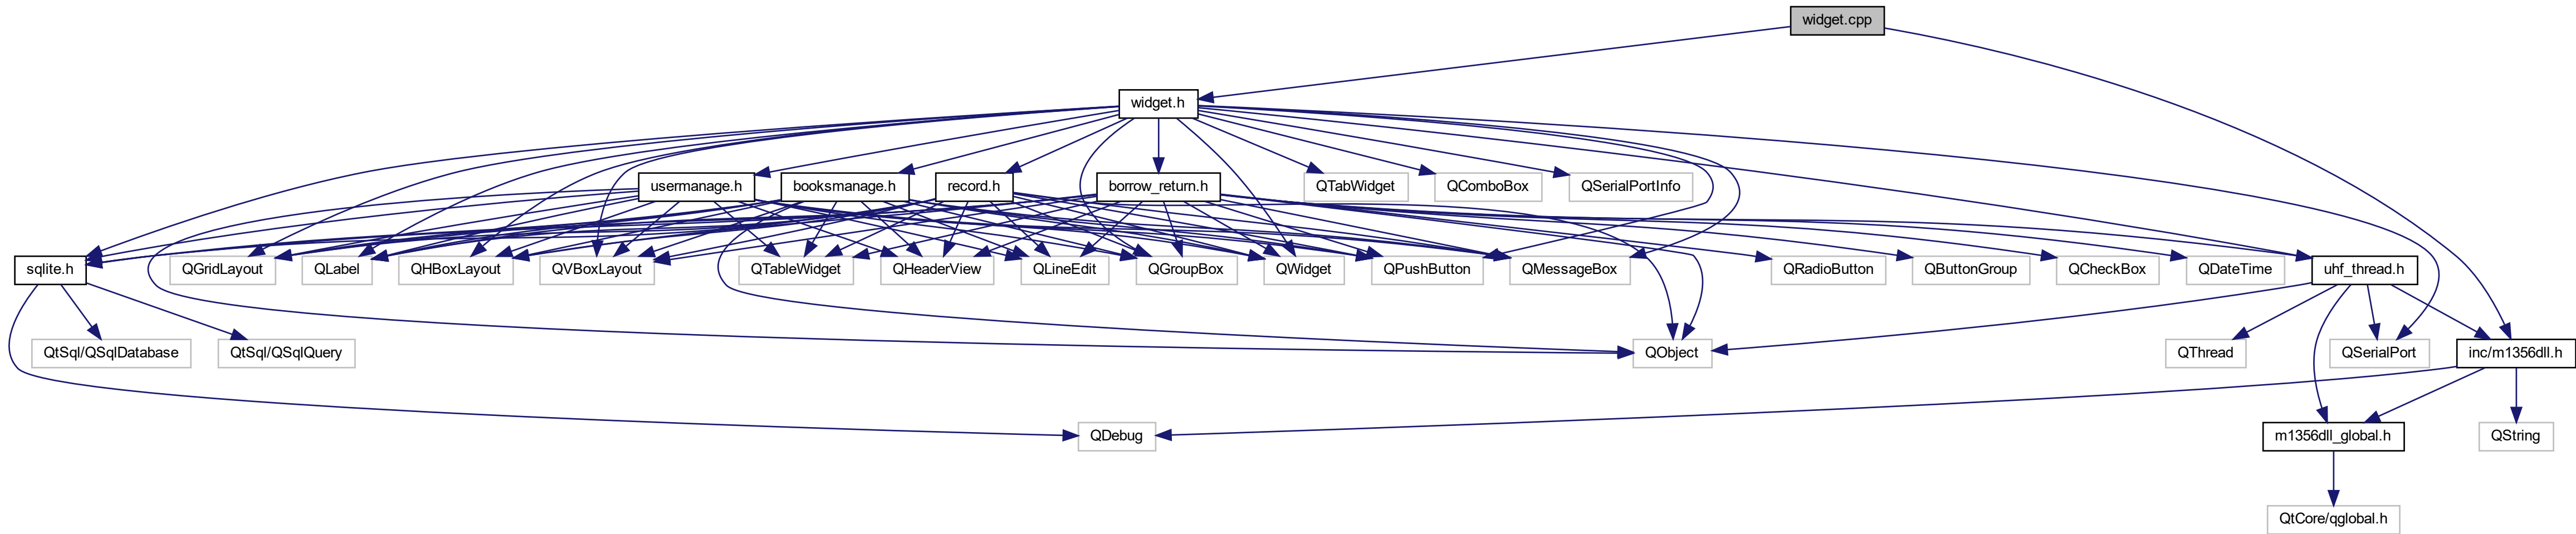 widget.cpp
widget.h
usermanage.h
booksmanage.h
record.h
borrow_return.h
QTabWidget
QComboBox
QSerialPortInfo
sqlite.h
QGridLayout
QLabel
QHBoxLayout
QVBoxLayout
QTableWidget
QHeaderView
QLineEdit
QGroupBox
QWidget
QPushButton
QMessageBox
QRadioButton
QButtonGroup
QCheckBox
QDateTime
uhf_thread.h
QtSql/QSqlDatabase
QtSql/QSqlQuery
QObject
QThread
QSerialPort
inc/m1356dll.h
QDebug
m1356dll_global.h
QString
QtCore/qglobal.h